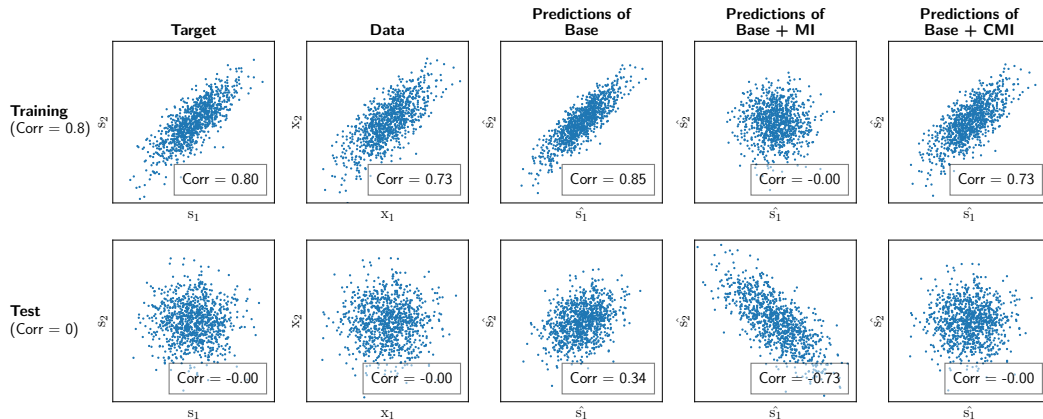 Target
Data
Predictions of
Base
Predictions of
Base + MI
Predictions of
Base + CMI
Training
(Corr = 0.8)
s₂
Corr = 0.80
s₁
x₂
Corr = 0.73
x₁
ŝ₂
Corr = 0.85
ŝ₁
ŝ₂
Corr = -0.00
ŝ₁
ŝ₂
Corr = 0.73
ŝ₁
Test
(Corr = 0)
s₂
Corr = -0.00
s₁
x₂
Corr = -0.00
x₁
ŝ₂
Corr = 0.34
ŝ₁
ŝ₂
Corr = -0.73
ŝ₁
ŝ₂
Corr = -0.00
ŝ₁